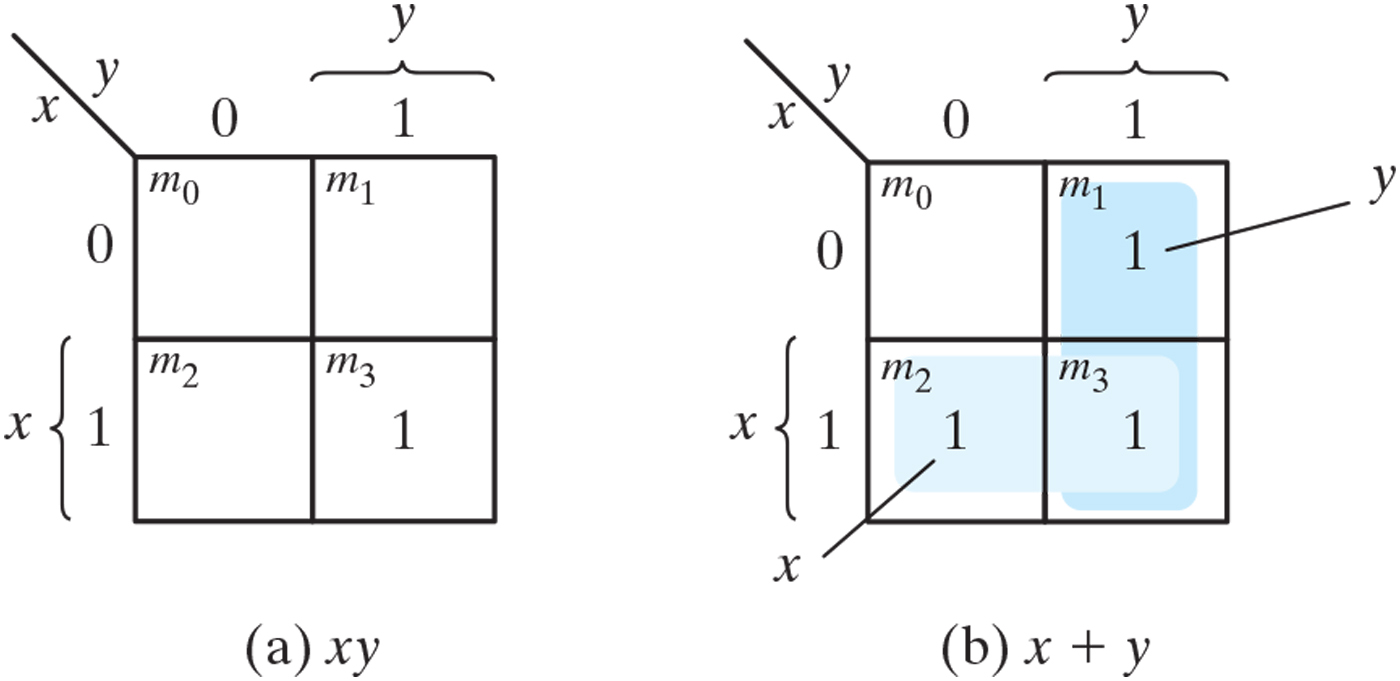 y y
y y
x 0 1 x 0 1
m0 m1 m0 m1 y
0 0 1
m2 m3 m2 m3
x 1 1 x 1 1 1
x
(a) xy (b) x + y